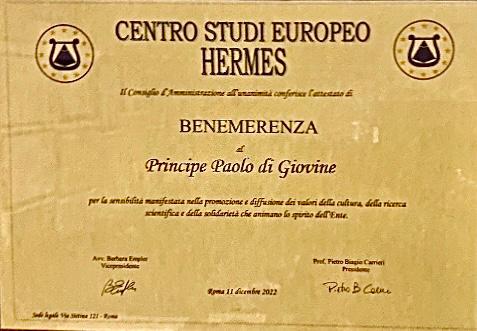 CENTRO STUDI EUROPEO
HERMES
Il Consiglio d'Amministrazione all'unanimità conferisce l'attestato di
BENEMERENZA
al
Principe Paolo di Giovine
per la sensibilità manifestata nella promozione e diffusione dei valori della cultura, della ricerca
scientifica e della solidarietà che animano lo spirito dell'Ente.
Avv. Barbara Empler
Vicepresidente
Prof. Pietro Biagio Carrieri
Presidente
Roma 11 dicembre 2022
Sede legale Via Sistina 121 - Roma